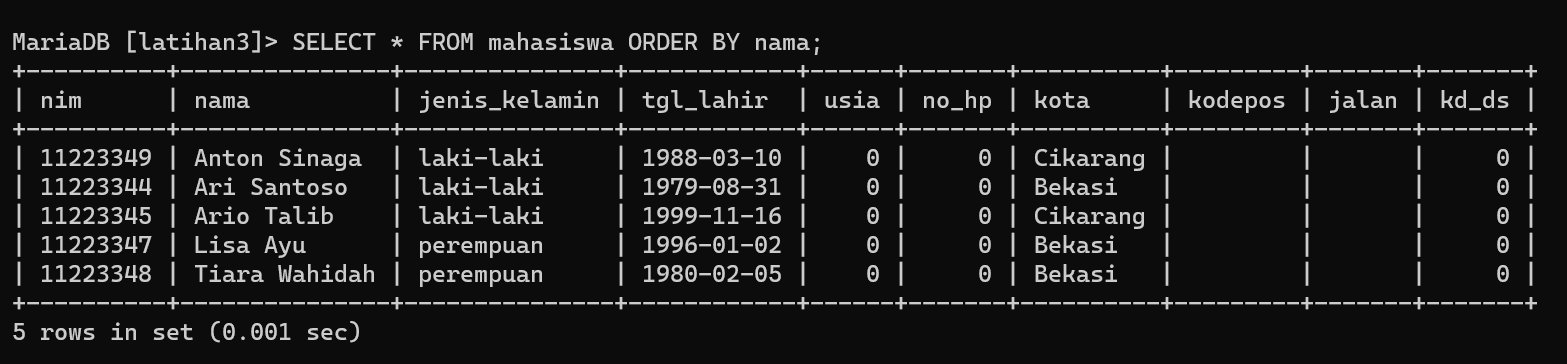 MariaDB [latihan3]> SELECT * FROM mahasiswa ORDER BY nama;
+----------+---------------+---------------+------------+------+-------+----------+---------+-------+-------+
| nim      | nama          | jenis_kelamin | tgl_lahir  | usia | no_hp | kota     | kodepos | jalan | kd_ds |
+----------+---------------+---------------+------------+------+-------+----------+---------+-------+-------+
| 11223349 | Anton Sinaga  | laki-laki     | 1988-03-10 |    0 |     0 | Cikarang |         |       |     0 |
| 11223344 | Ari Santoso   | laki-laki     | 1979-08-31 |    0 |     0 | Bekasi   |         |       |     0 |
| 11223345 | Ario Talib    | laki-laki     | 1999-11-16 |    0 |     0 | Cikarang |         |       |     0 |
| 11223347 | Lisa Ayu      | perempuan     | 1996-01-02 |    0 |     0 | Bekasi   |         |       |     0 |
| 11223348 | Tiara Wahidah | perempuan     | 1980-02-05 |    0 |     0 | Bekasi   |         |       |     0 |
+----------+---------------+---------------+------------+------+-------+----------+---------+-------+-------+
5 rows in set (0.001 sec)